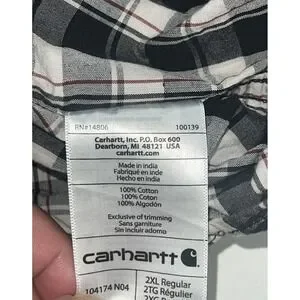 RN#14806 100139
Carhartt, Inc. P.O. Box 600
Dearborn, MI 48121 USA
carhartt.com
Made in India
Fabriqué en inde
Hecho en india
100% Cotton
100% Cotton
100% Algodón
Exclusive of trimming
Sans garniture
Sin incluir adorno
carhartt
104174 N04
2XL Regular
2TG Régulier